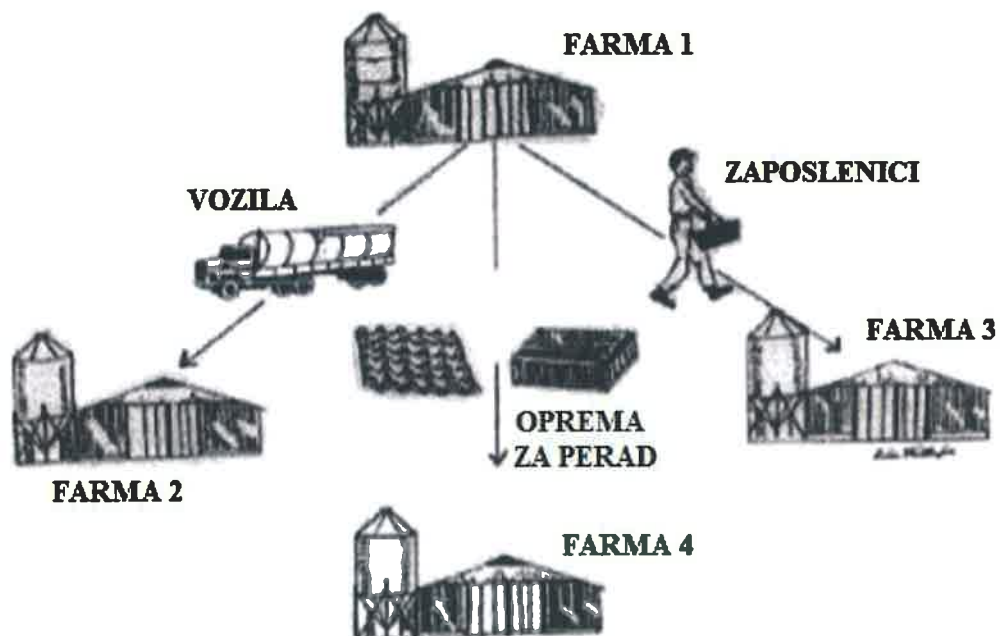 FARMA 1
ZAPOSLENICI
VOZILA
FARMA 3
OPREMA
ZA PERAD
FARMA 2
FARMA 4